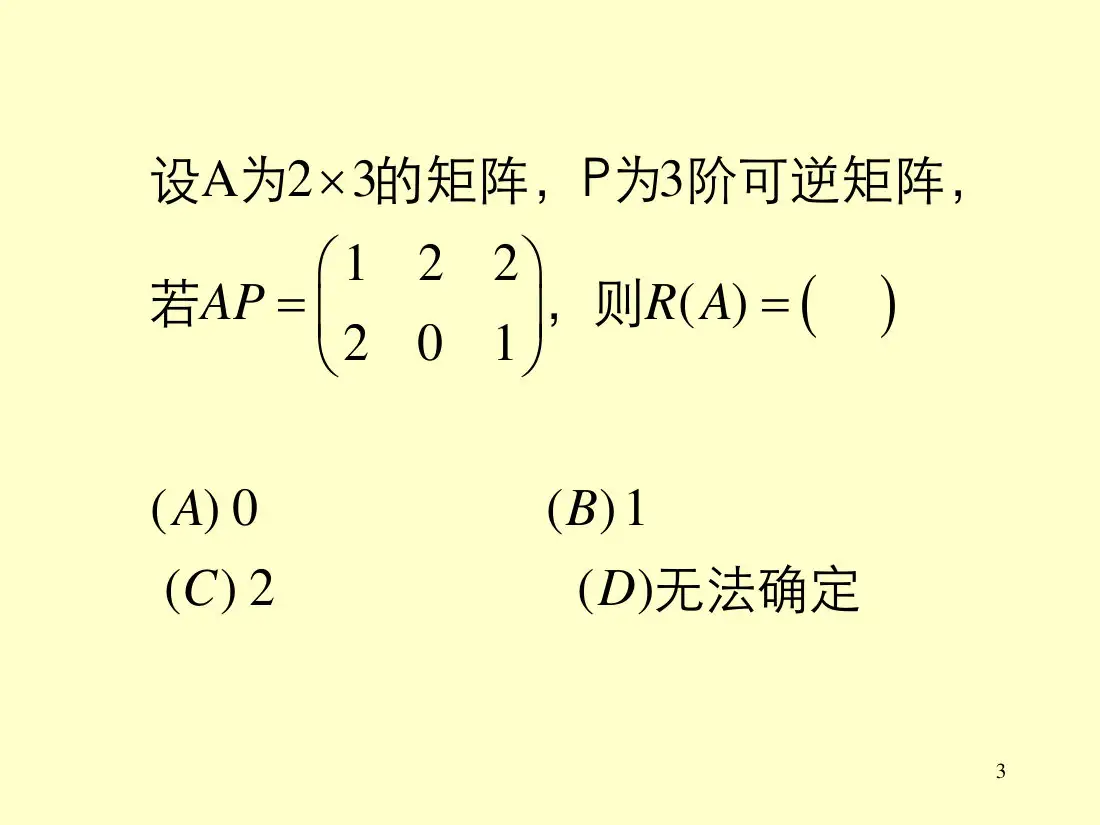 设A为2×3的矩阵，P为3阶可逆矩阵，
若AP=(1 2 2
2 0 1)，则R(A)=( )
(A) 0 (B) 1
(C) 2 (D)无法确定
3